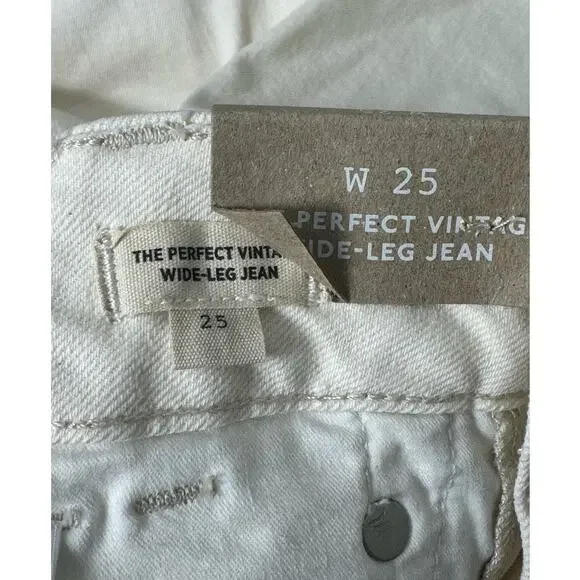 W 25
PERFECT VINTAG
IDE-LEG JEAN
THE PERFECT VINTA
WIDE-LEG JEAN
25